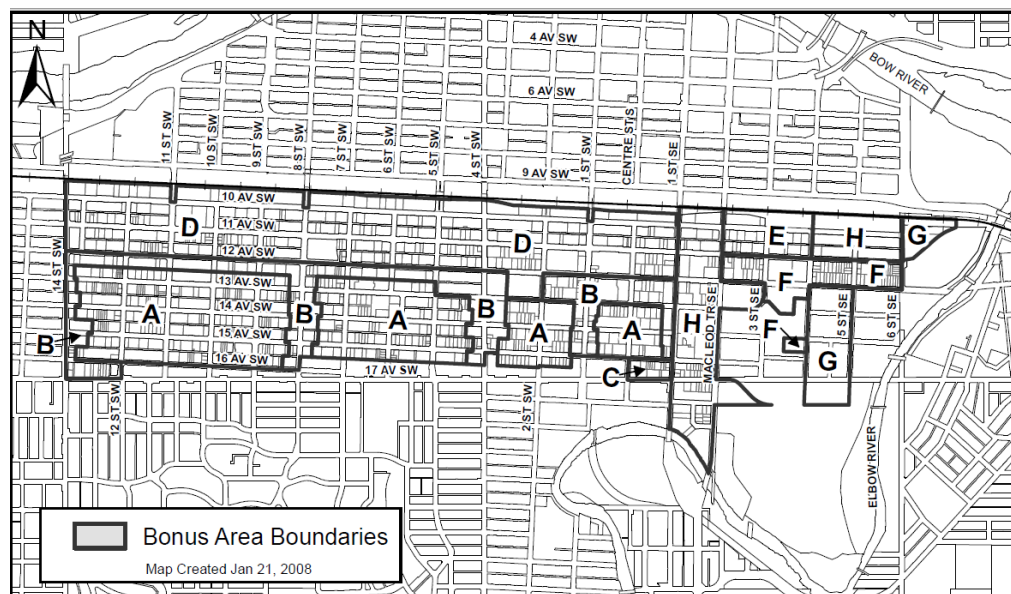 N
4 AV SW
BOW RIVER
6 AV SW
11 ST SW
10 ST SW
9 ST SW
8 ST SW
7 ST SW
6 ST SW
5 ST SW
4 ST SW
1 ST SW
CENTRE ST S
1 ST SE
9 AV SW
10 AV SW
11 AV SW
12 AV SW
D
D
E
H
G
14 ST SW
13 AV SW
14 AV SW
15 AV SW
16 AV SW
A
B
B
A
B
A
B
A
H
MACLEOD TR SE
F
F
3 ST SE
F
5 ST SE
6 ST SE
G
C
17 AV SW
12 ST SW
2 ST SW
ELBOW RIVER
Bonus Area Boundaries
Map Created Jan 21, 2008